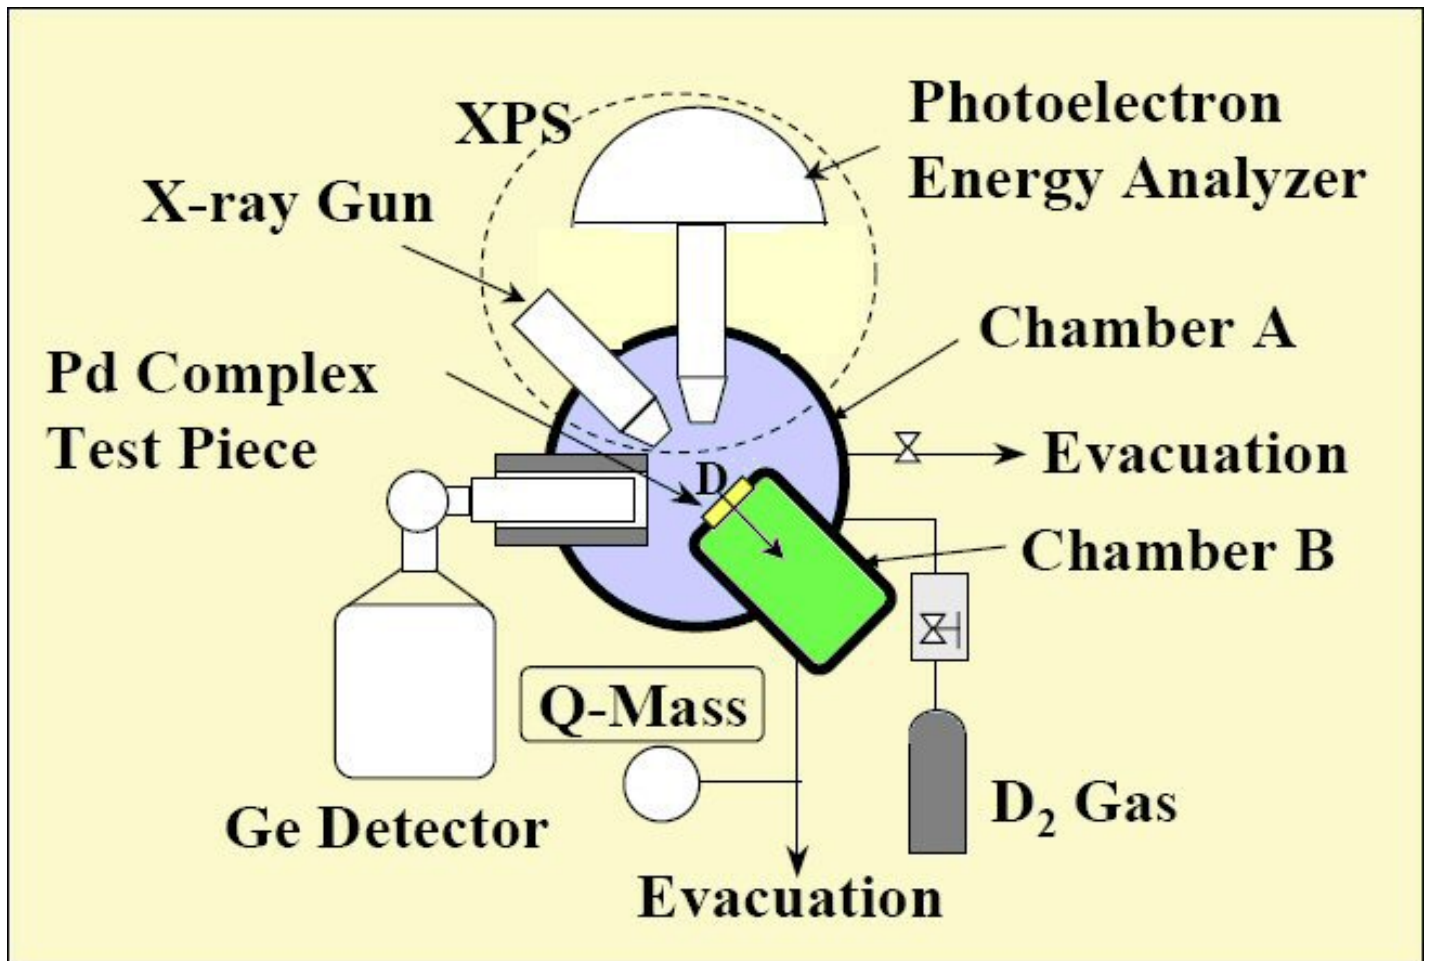 XPS
Photoelectron
Energy Analyzer
X-ray Gun
Chamber A
Pd Complex
Test Piece
Evacuation
D
Chamber B
Q-Mass
D₂ Gas
Ge Detector
Evacuation